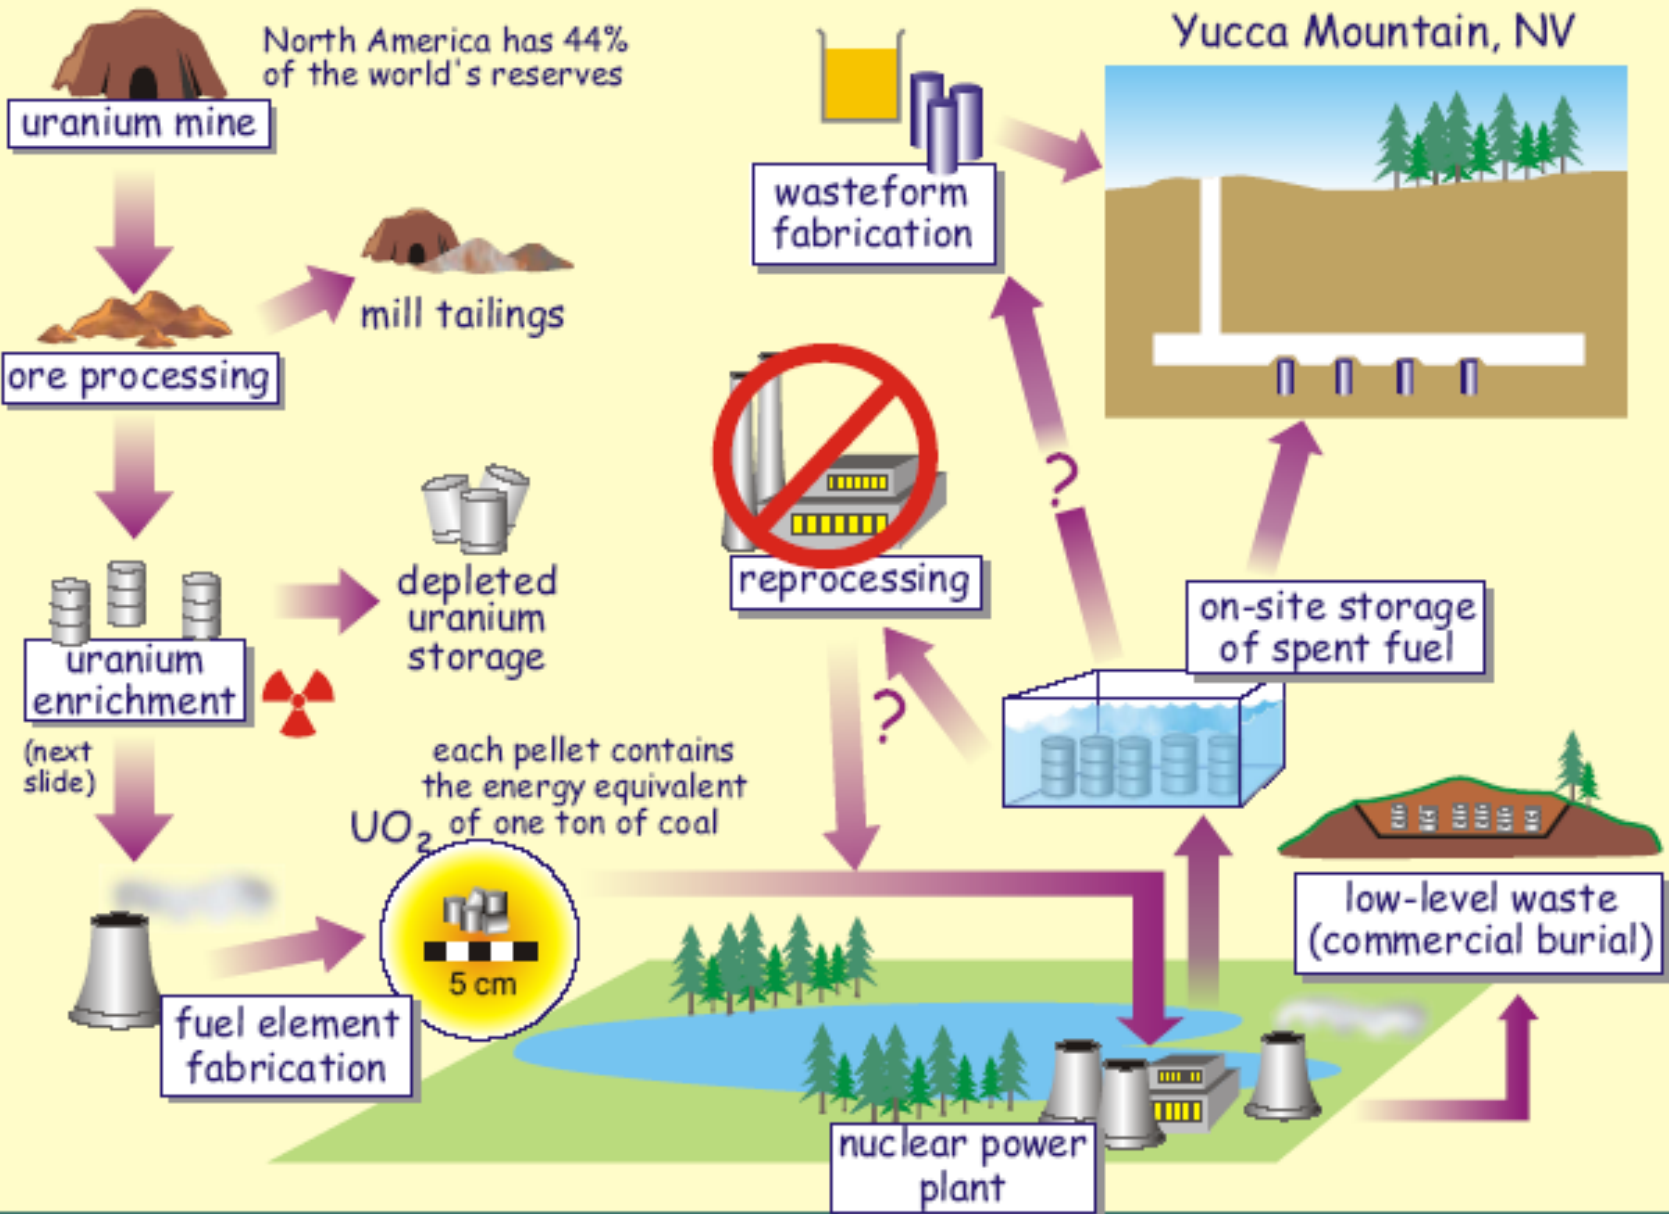 uranium mine
North America has 44%
of the world's reserves
ore processing
mill tailings
uranium
enrichment
(next
slide)
depleted
uranium
storage
each pellet contains
the energy equivalent
of one ton of coal
UO₂
5 cm
fuel element
fabrication
nuclear power
plant
low-level waste
(commercial burial)
on-site storage
of spent fuel
reprocessing
?
?
wasteform
fabrication
Yucca Mountain, NV